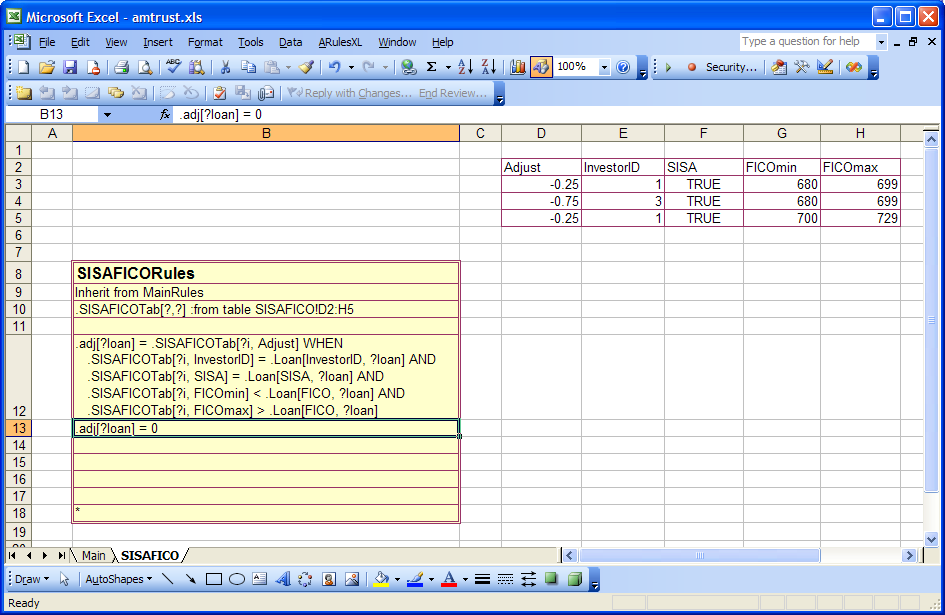 Microsoft Excel - amtrust.xls
File Edit View Insert Format Tools Data ARulesXL Window Help Type a question for help
ABC Σ A Z Z A 100% Security...
Reply with Changes... End Review...
B13 fx .adj[?loan] = 0
A B C D E F G H
1
2 Adjust InvestorID SISA FICOmin FICOmax
3 -0.25 1 TRUE 680 699
4 -0.75 3 TRUE 680 699
5 -0.25 1 TRUE 700 729
6
7
8 SISAFICORules
9 Inherit from MainRules
10 .SISAFICOTab[?,?] :from table SISAFICO!D2:H5
11
.adj[?loan] = .SISAFICOTab[?i, Adjust] WHEN
.SISAFICOTab[?i, InvestorID] = .Loan[InvestorID, ?loan] AND
.SISAFICOTab[?i, SISA] = .Loan[SISA, ?loan] AND
.SISAFICOTab[?i, FICOmin] < .Loan[FICO, ?loan] AND
12 .SISAFICOTab[?i, FICOmax] > .Loan[FICO, ?loan]
13 .adj[?loan] = 0
14
15
16
17
18 *
19
20
Main SISAFICO
Draw AutoShapes A A
Ready